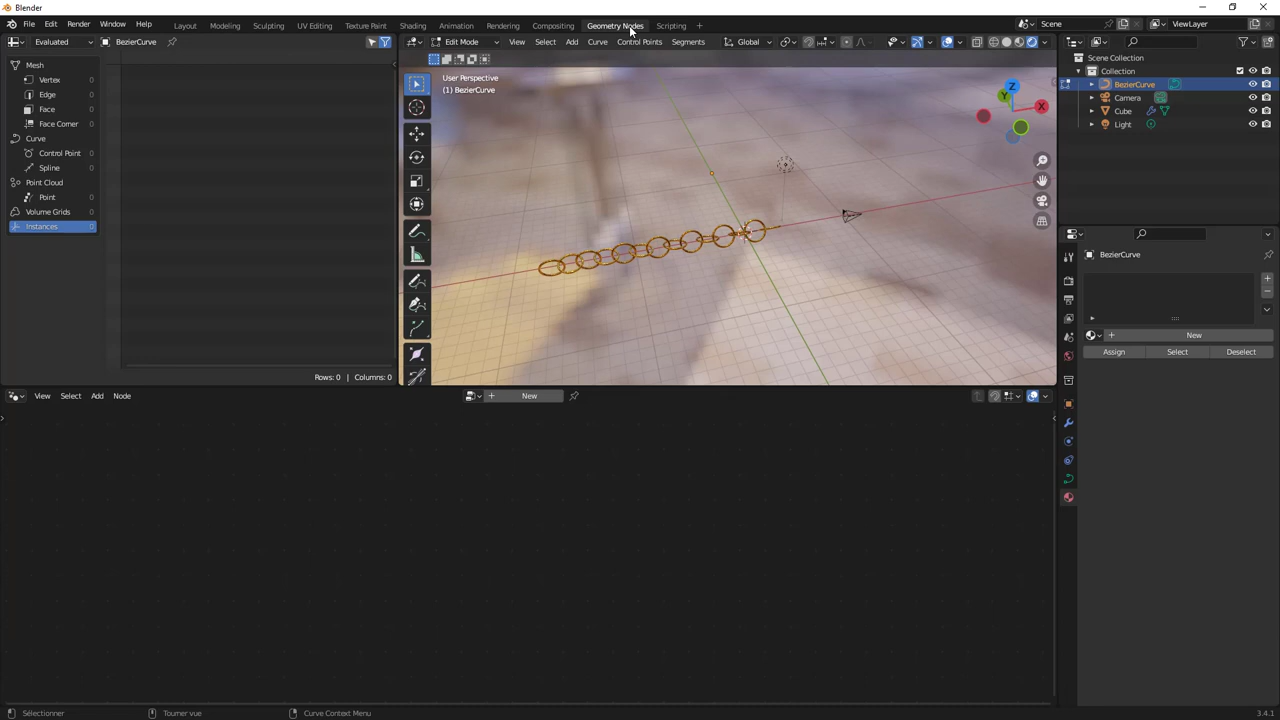 Blender
File Edit Render Window Help Layout Modeling Sculpting UV Editing Texture Paint Shading Animation Rendering Compositing Geometry Nodes Scripting + Scene ViewLayer
Evaluated BezierCurve
Edit Mode View Select Add Curve Control Points Segments Global
Mesh
Vertex 0
Edge 0
Face 0
Face Corner 0
Curve
Control Point 0
Spline 0
Point Cloud
Point 0
Volume Grids 0
Instances 0
Rows: 0 | Columns: 0
User Perspective
(1) BezierCurve
Z
Y
X
Scene Collection
Collection
BezierCurve
Camera
Cube
Light
BezierCurve
New
Assign Select Deselect
View Select Add Node New
Sélectionner Tourner vue Curve Context Menu 3.4.1